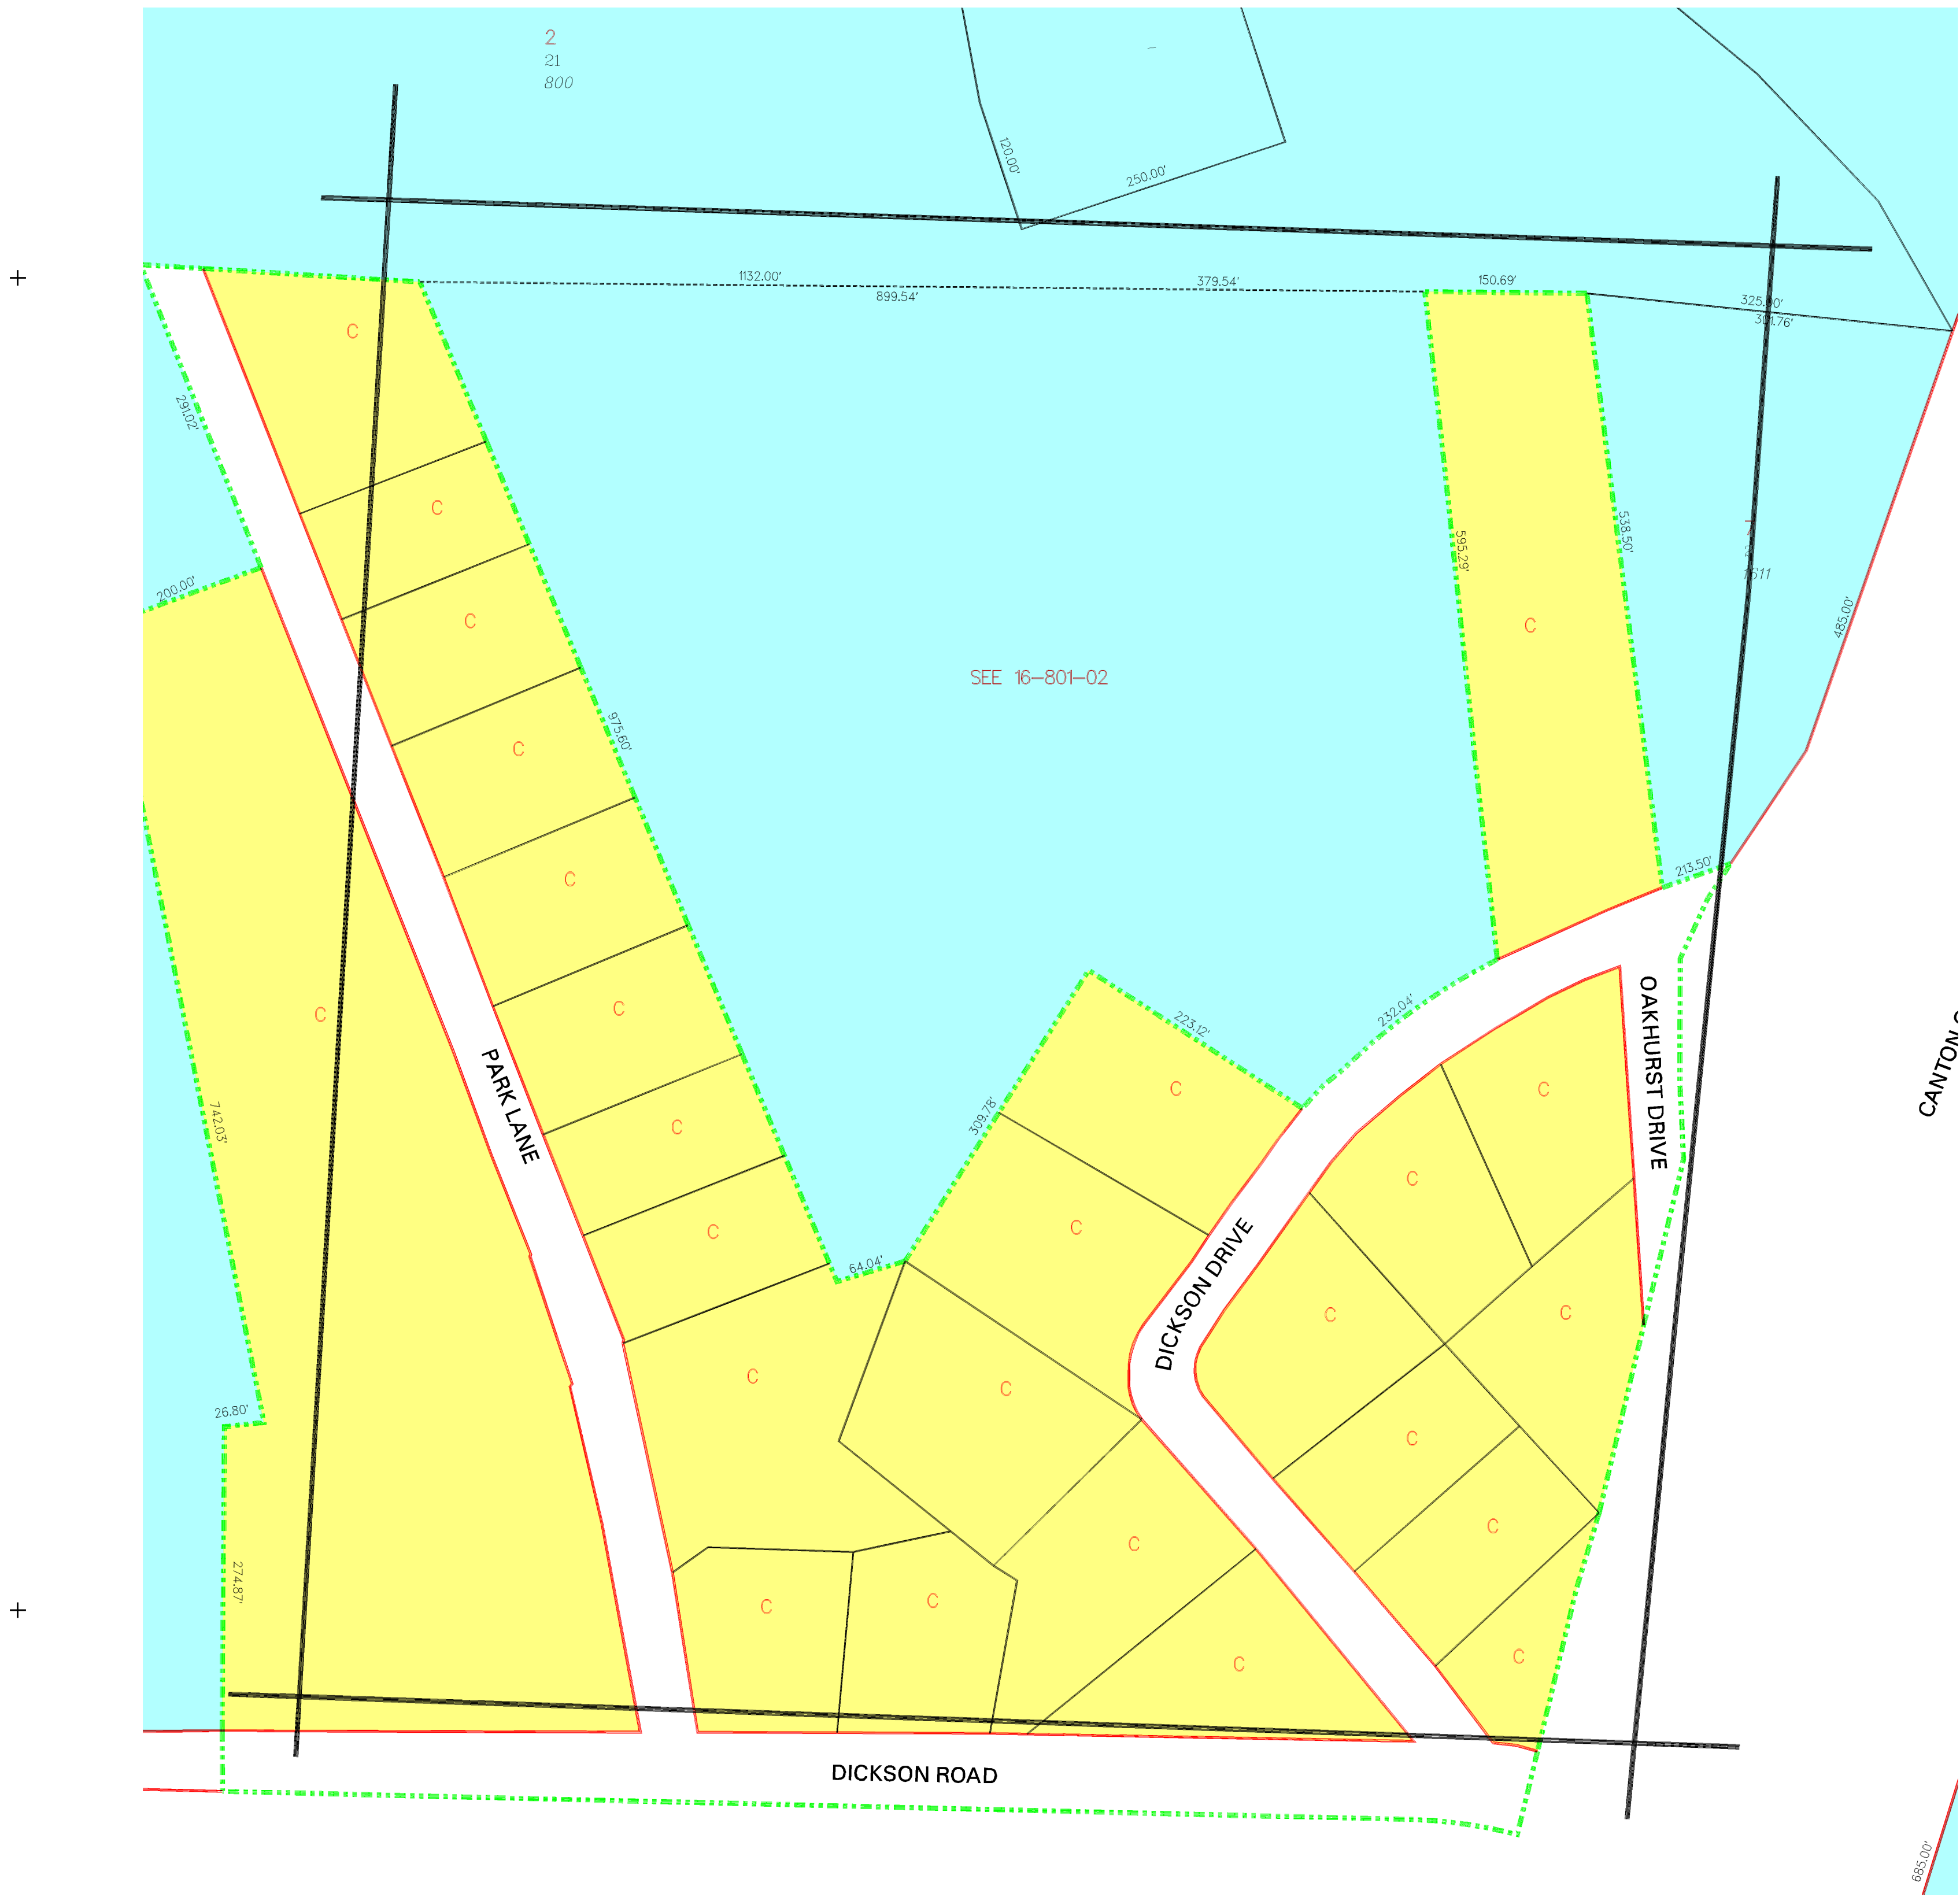 2
21
800
120.00'
250.00'
1132.00'
899.54'
379.54'
150.69'
325.00'
301.76'
C
291.02'
C
200.00'
C
C
C
C
C
C
975.60'
SEE 16-801-02
595.29'
538.50'
C
1611
485.00'
213.50'
C
PARK LANE
742.03'
26.80'
274.87'
64.04'
309.78'
223.12'
232.04'
C
C
DICKSON DRIVE
OAKHURST DRIVE
CANTON
C
C
C
C
C
C
C
C
C
C
C
C
C
DICKSON ROAD
685.00'